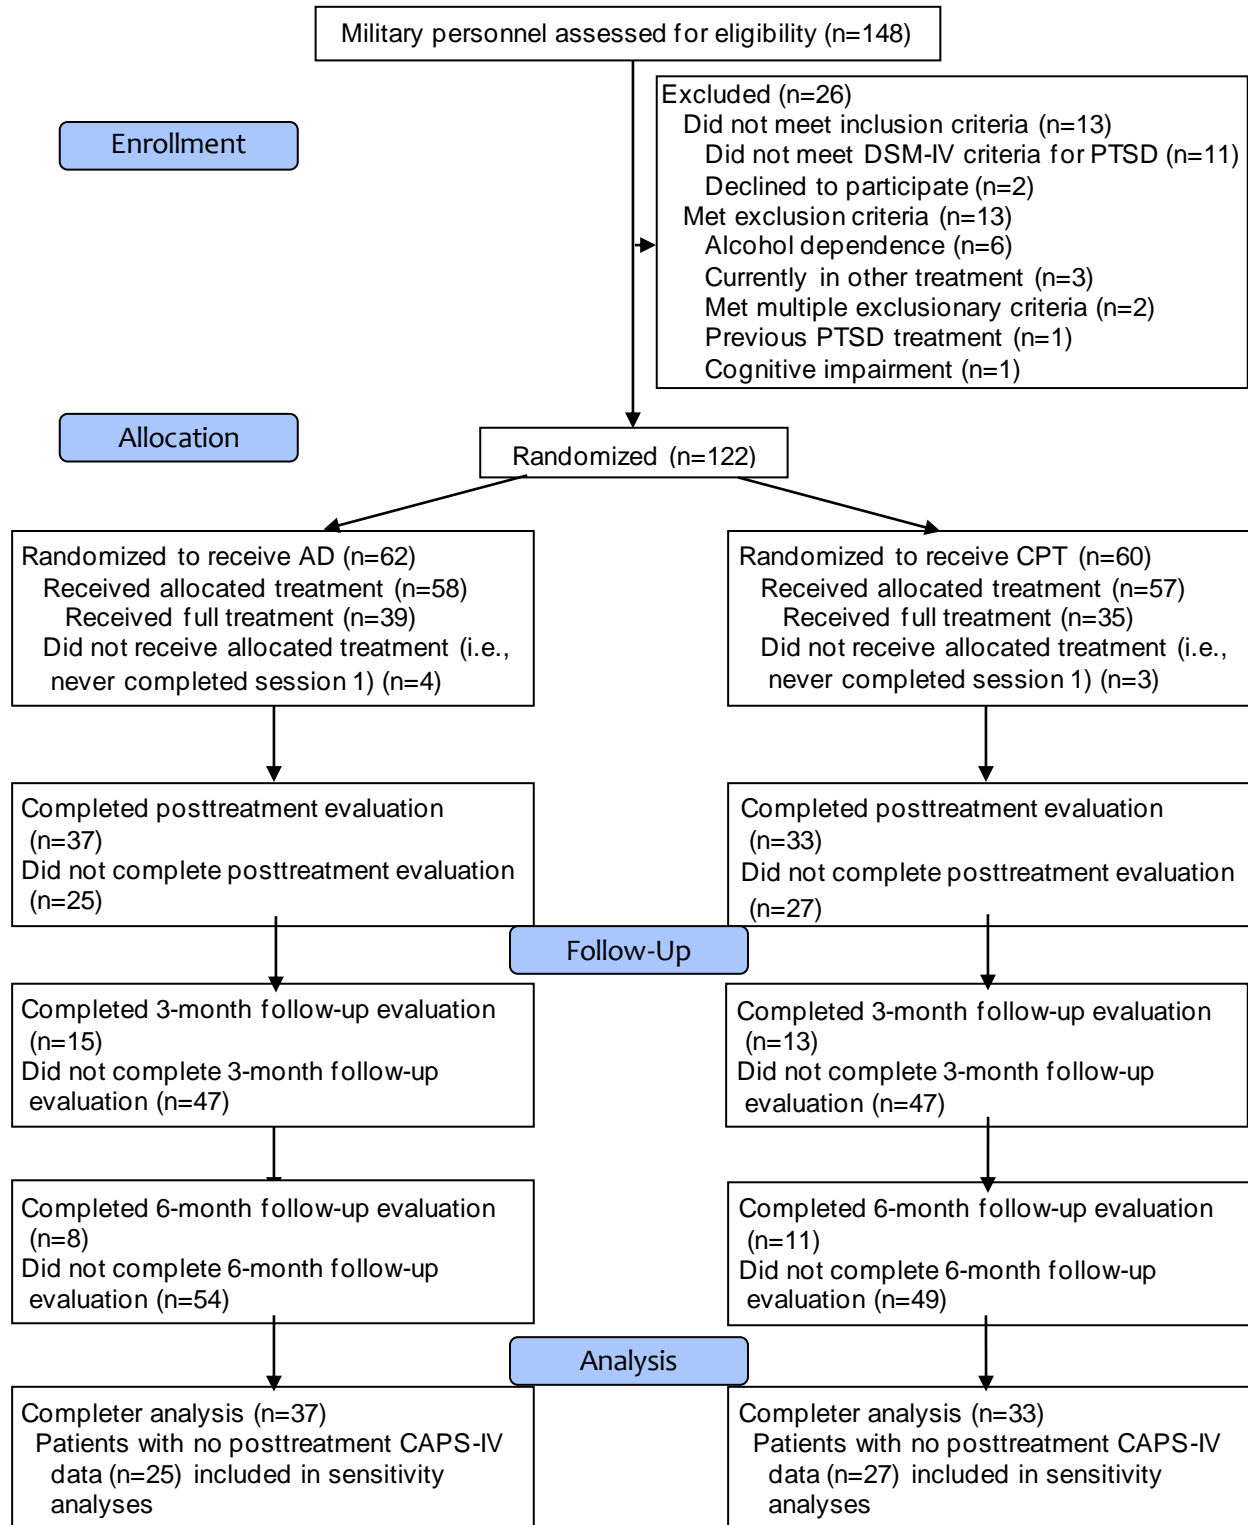 Military personnel assessed for eligibility (n=148)
Excluded (n=26)
Did not meet inclusion criteria (n=13)
Did not meet DSM-IV criteria for PTSD (n=11)
Declined to participate (n=2)
Met exclusion criteria (n=13)
Alcohol dependence (n=6)
Currently in other treatment (n=3)
Met multiple exclusionary criteria (n=2)
Previous PTSD treatment (n=1)
Cognitive impairment (n=1)
Enrollment
Allocation
Randomized (n=122)
Randomized to receive AD (n=62)
Received allocated treatment (n=58)
Received full treatment (n=39)
Did not receive allocated treatment (i.e.,
never completed session 1) (n=4)
Randomized to receive CPT (n=60)
Received allocated treatment (n=57)
Received full treatment (n=35)
Did not receive allocated treatment (i.e.,
never completed session 1) (n=3)
Completed posttreatment evaluation
(n=37)
Did not complete posttreatment evaluation
(n=25)
Completed posttreatment evaluation
(n=33)
Did not complete posttreatment evaluation
(n=27)
Follow-Up
Completed 3-month follow-up evaluation
(n=15)
Did not complete 3-month follow-up
evaluation (n=47)
Completed 3-month follow-up evaluation
(n=13)
Did not complete 3-month follow-up
evaluation (n=47)
Completed 6-month follow-up evaluation
(n=8)
Did not complete 6-month follow-up
evaluation (n=54)
Completed 6-month follow-up evaluation
(n=11)
Did not complete 6-month follow-up
evaluation (n=49)
Analysis
Completer analysis (n=37)
Patients with no posttreatment CAPS-IV
data (n=25) included in sensitivity
analyses
Completer analysis (n=33)
Patients with no posttreatment CAPS-IV
data (n=27) included in sensitivity
analyses